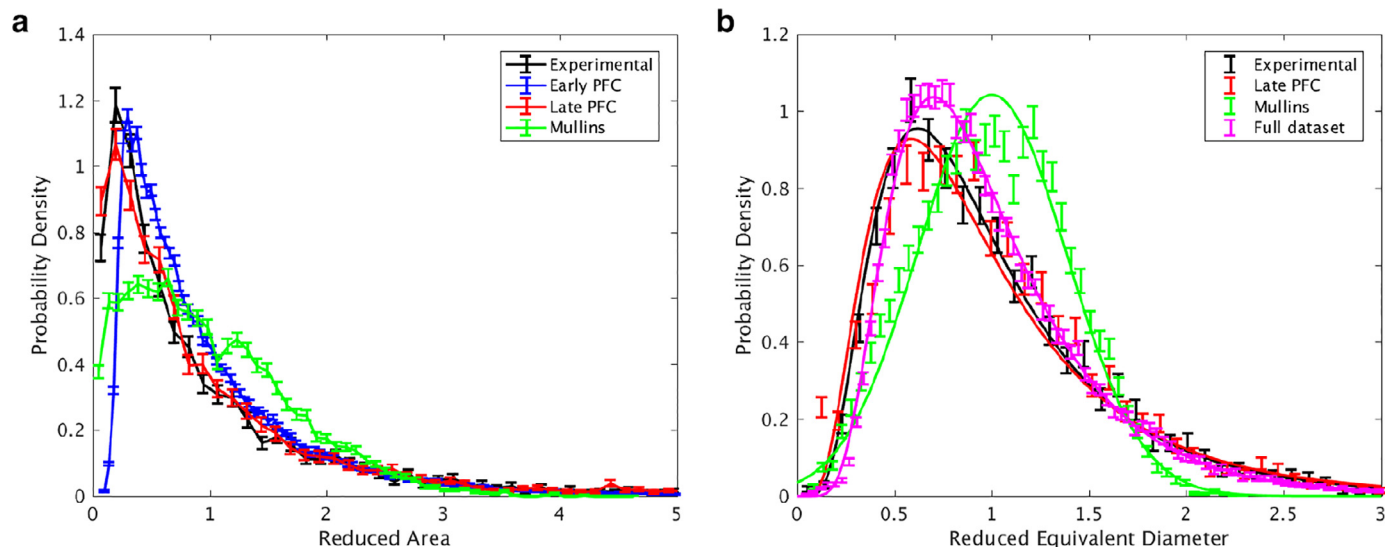 a
Probability Density
1.4
1.2
1
0.8
0.6
0.4
0.2
0
0 1 2 3 4 5
Reduced Area
Experimental
Early PFC
Late PFC
Mullins
b
Probability Density
1.2
1
0.8
0.6
0.4
0.2
0
0 0.5 1 1.5 2 2.5 3
Reduced Equivalent Diameter
Experimental
Late PFC
Mullins
Full dataset